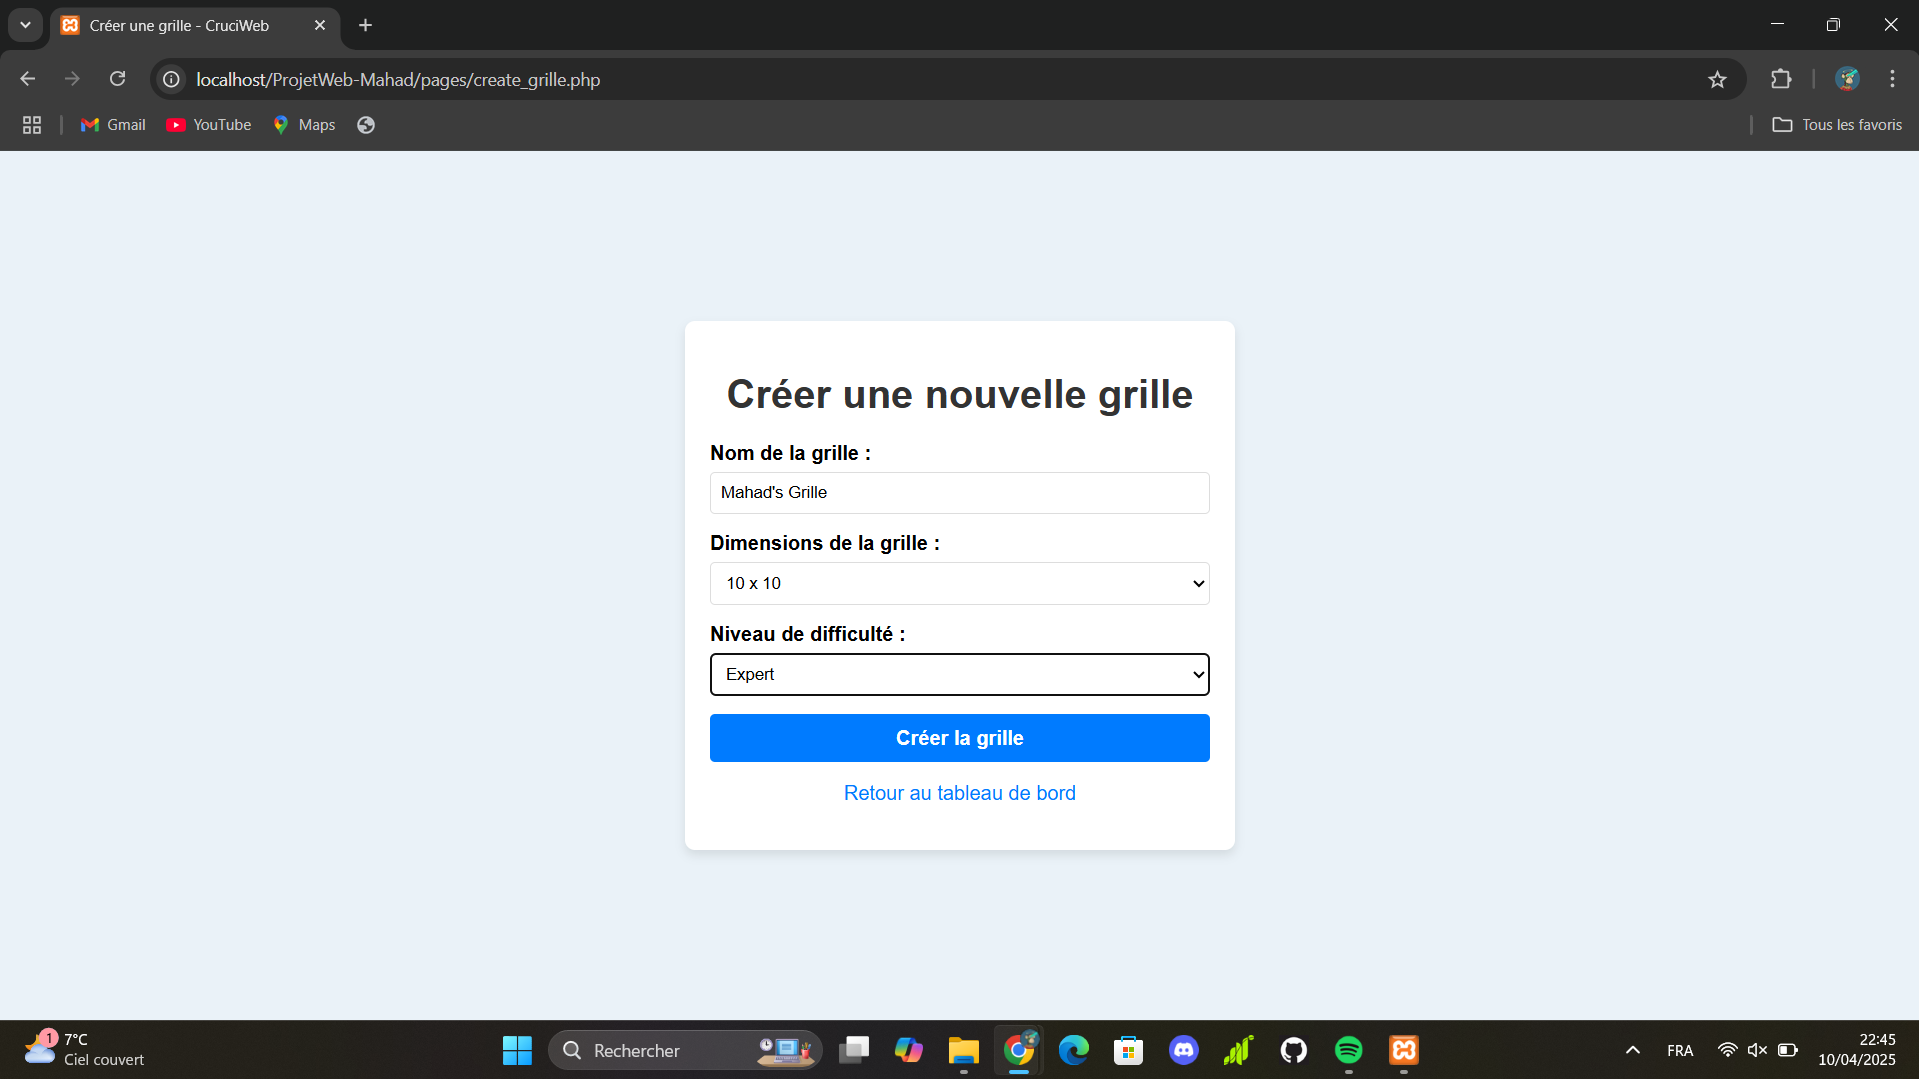 Créer une grille - CruciWeb
localhost/ProjetWeb-Mahad/pages/create_grille.php
Gmail
YouTube
Maps
Tous les favoris
Créer une nouvelle grille
Nom de la grille :
Mahad's Grille
Dimensions de la grille :
10 x 10
Niveau de difficulté :
Expert
Créer la grille
Retour au tableau de bord
1
7°C
Ciel couvert
Rechercher
FRA
22:45
10/04/2025